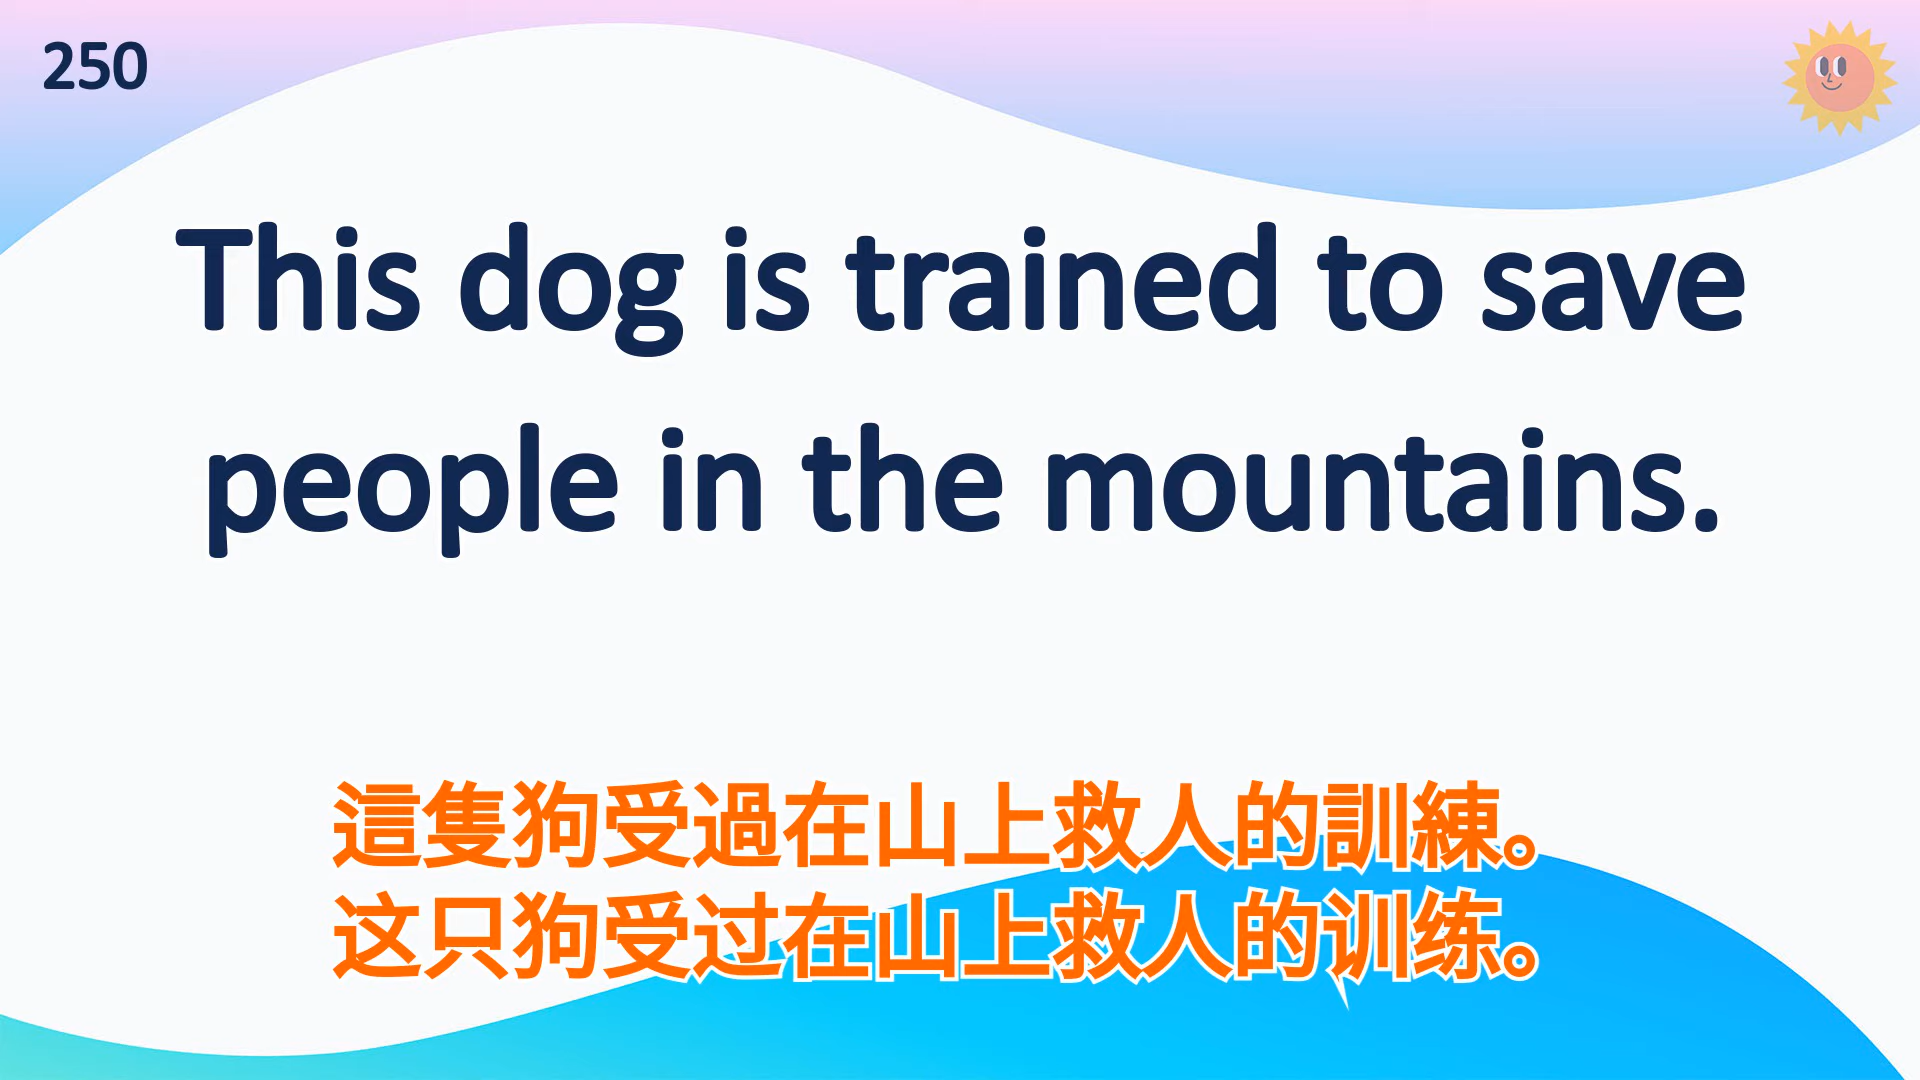 250
This dog is trained to save
people in the mountains.
這隻狗受過在山上救人的訓練。
这只狗受过在山上救人的训练。